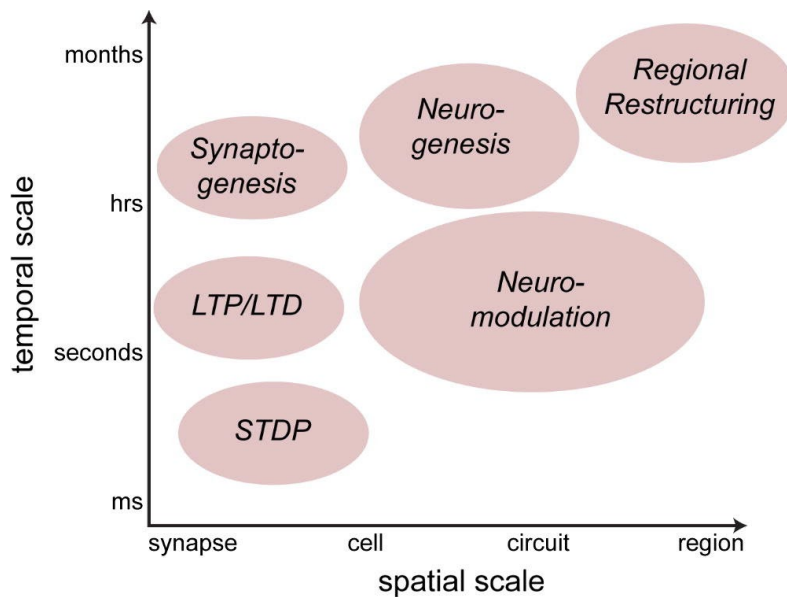 months
Regional
Restructuring
Neuro-
genesis
Synapto-
genesis
hrs
temporal scale
LTP/LTD
Neuro-
modulation
seconds
STDP
ms
synapse cell circuit region
spatial scale